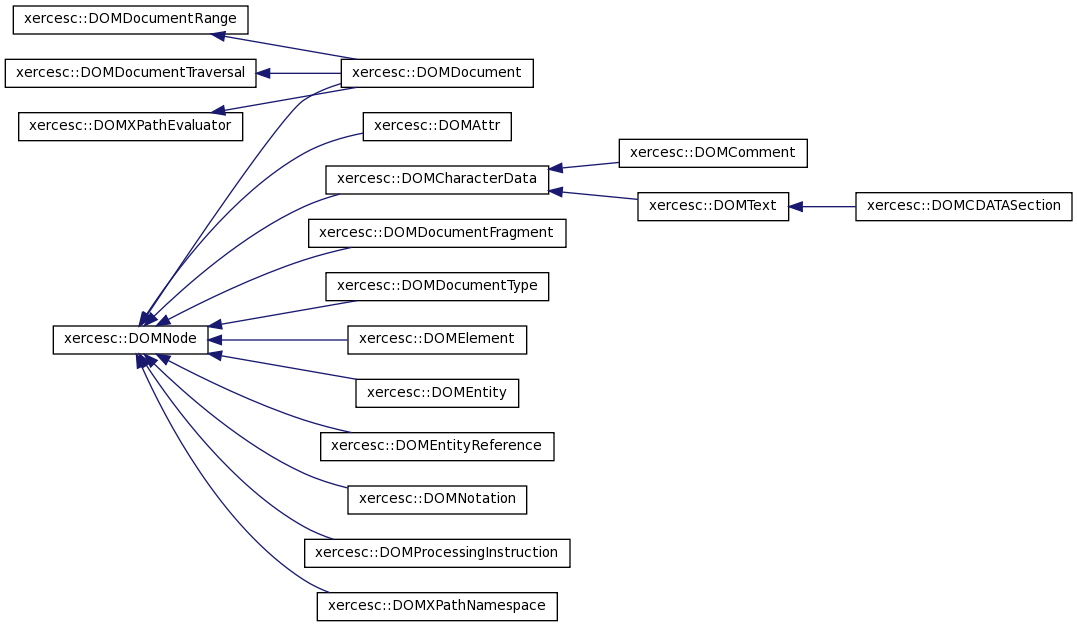 xercesc::DOMDocumentRange
xercesc::DOMDocumentTraversal
xercesc::DOMDocument
xercesc::DOMXPathEvaluator
xercesc::DOMAttr
xercesc::DOMComment
xercesc::DOMCharacterData
xercesc::DOMText
xercesc::DOMCDATASection
xercesc::DOMDocumentFragment
xercesc::DOMDocumentType
xercesc::DOMNode
xercesc::DOMElement
xercesc::DOMEntity
xercesc::DOMEntityReference
xercesc::DOMNotation
xercesc::DOMProcessingInstruction
xercesc::DOMXPathNamespace